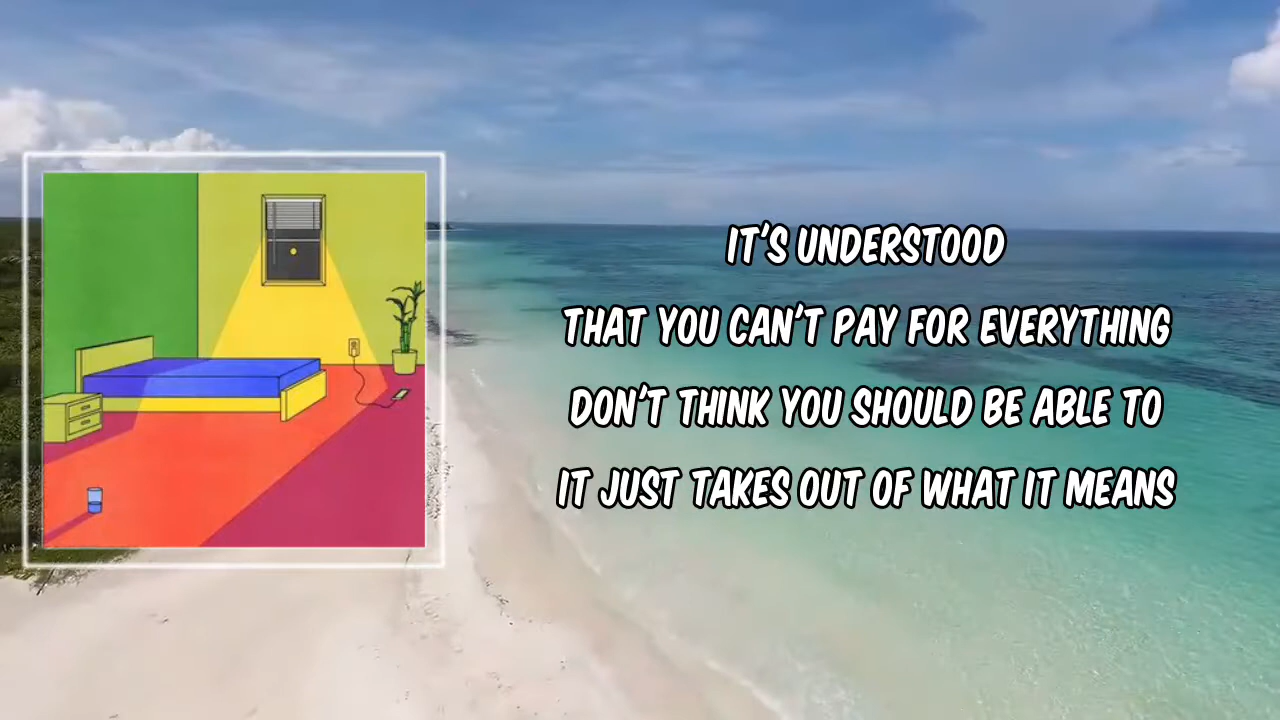 IT'S UNDERSTOOD
THAT YOU CAN'T PAY FOR EVERYTHING
DON'T THINK YOU SHOULD BE ABLE TO
IT JUST TAKES OUT OF WHAT IT MEANS